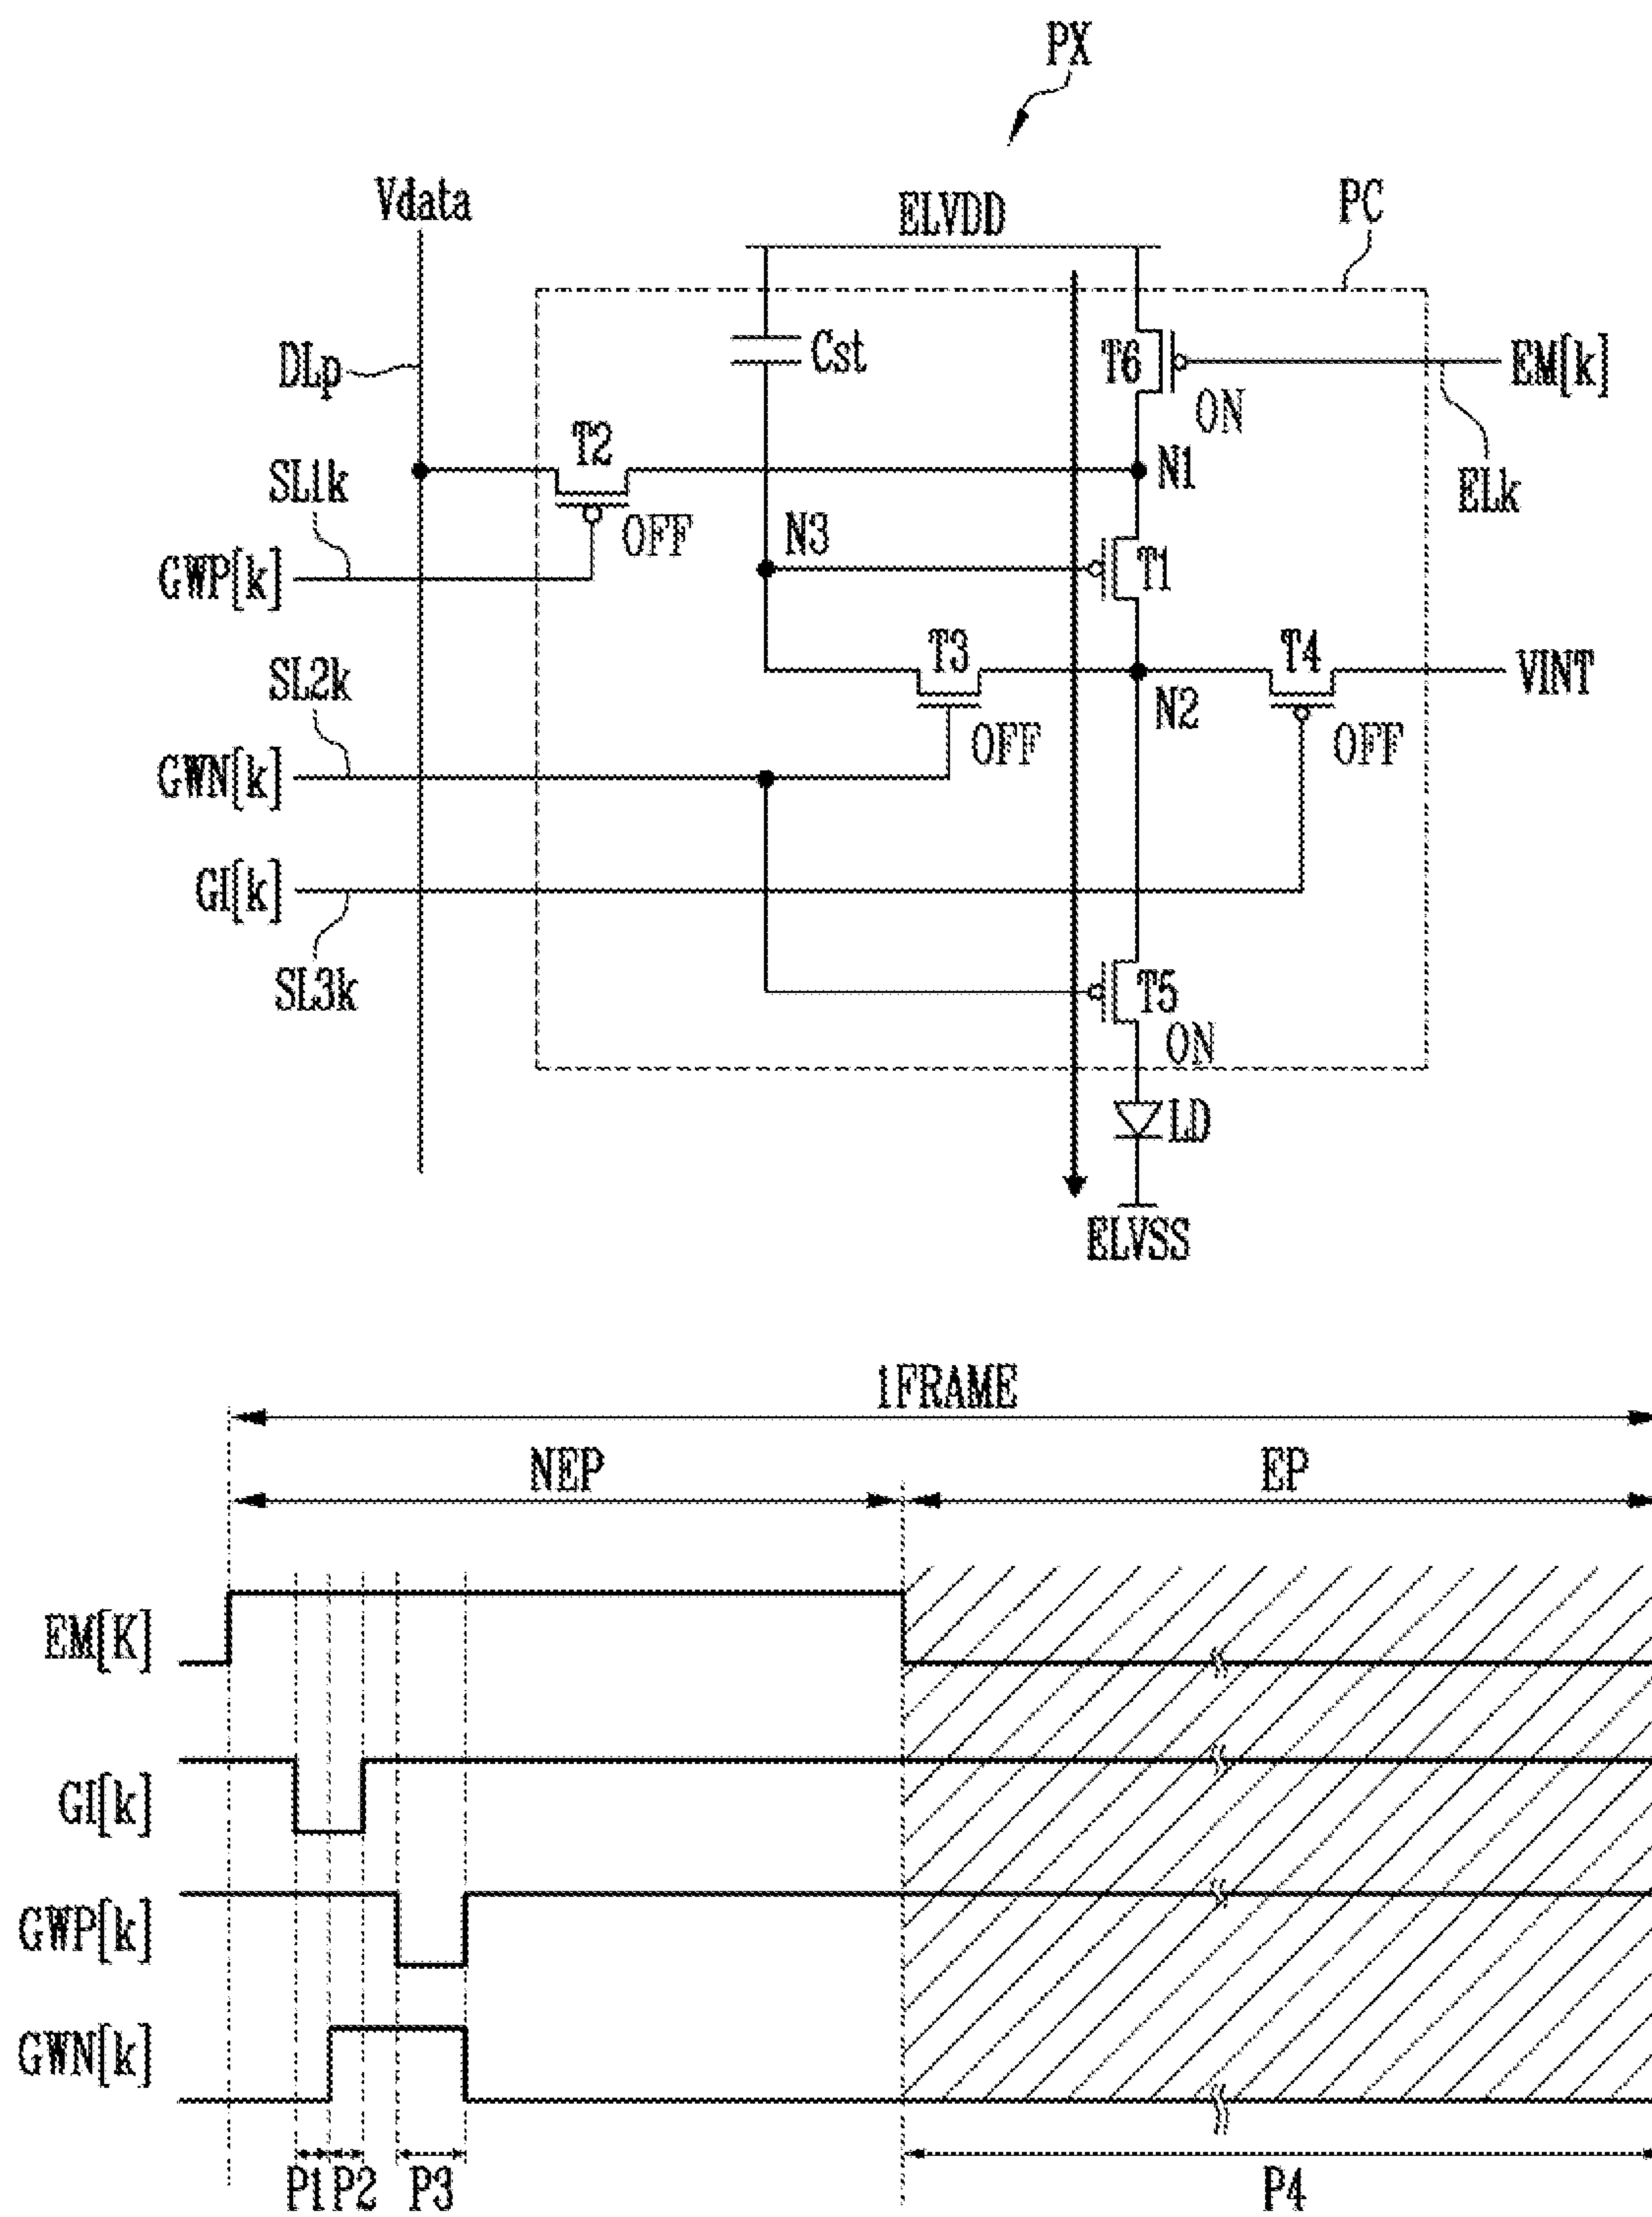 PX
Vdata
ELVDD
PC
DLp
Cst
T6
EM[k]
ON
T2
SL1k
N1
ELk
OFF
N3
GWP[k]
T1
SL2k
T3
T4
VINT
N2
OFF
OFF
GWN[k]
GI[k]
SL3k
T5
ON
LD
ELVSS
1FRAME
NEP
EP
EM[K]
GI[k]
GWP[k]
GWN[k]
P1
P2
P3
P4